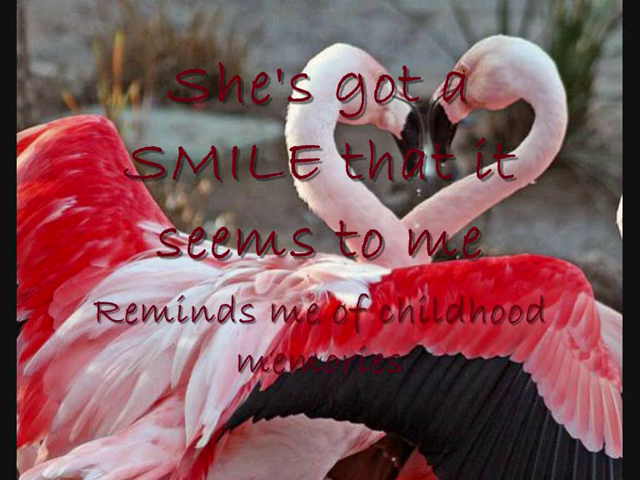 She's got a
SMILE that it
seems to me
Reminds me of childhood
memories